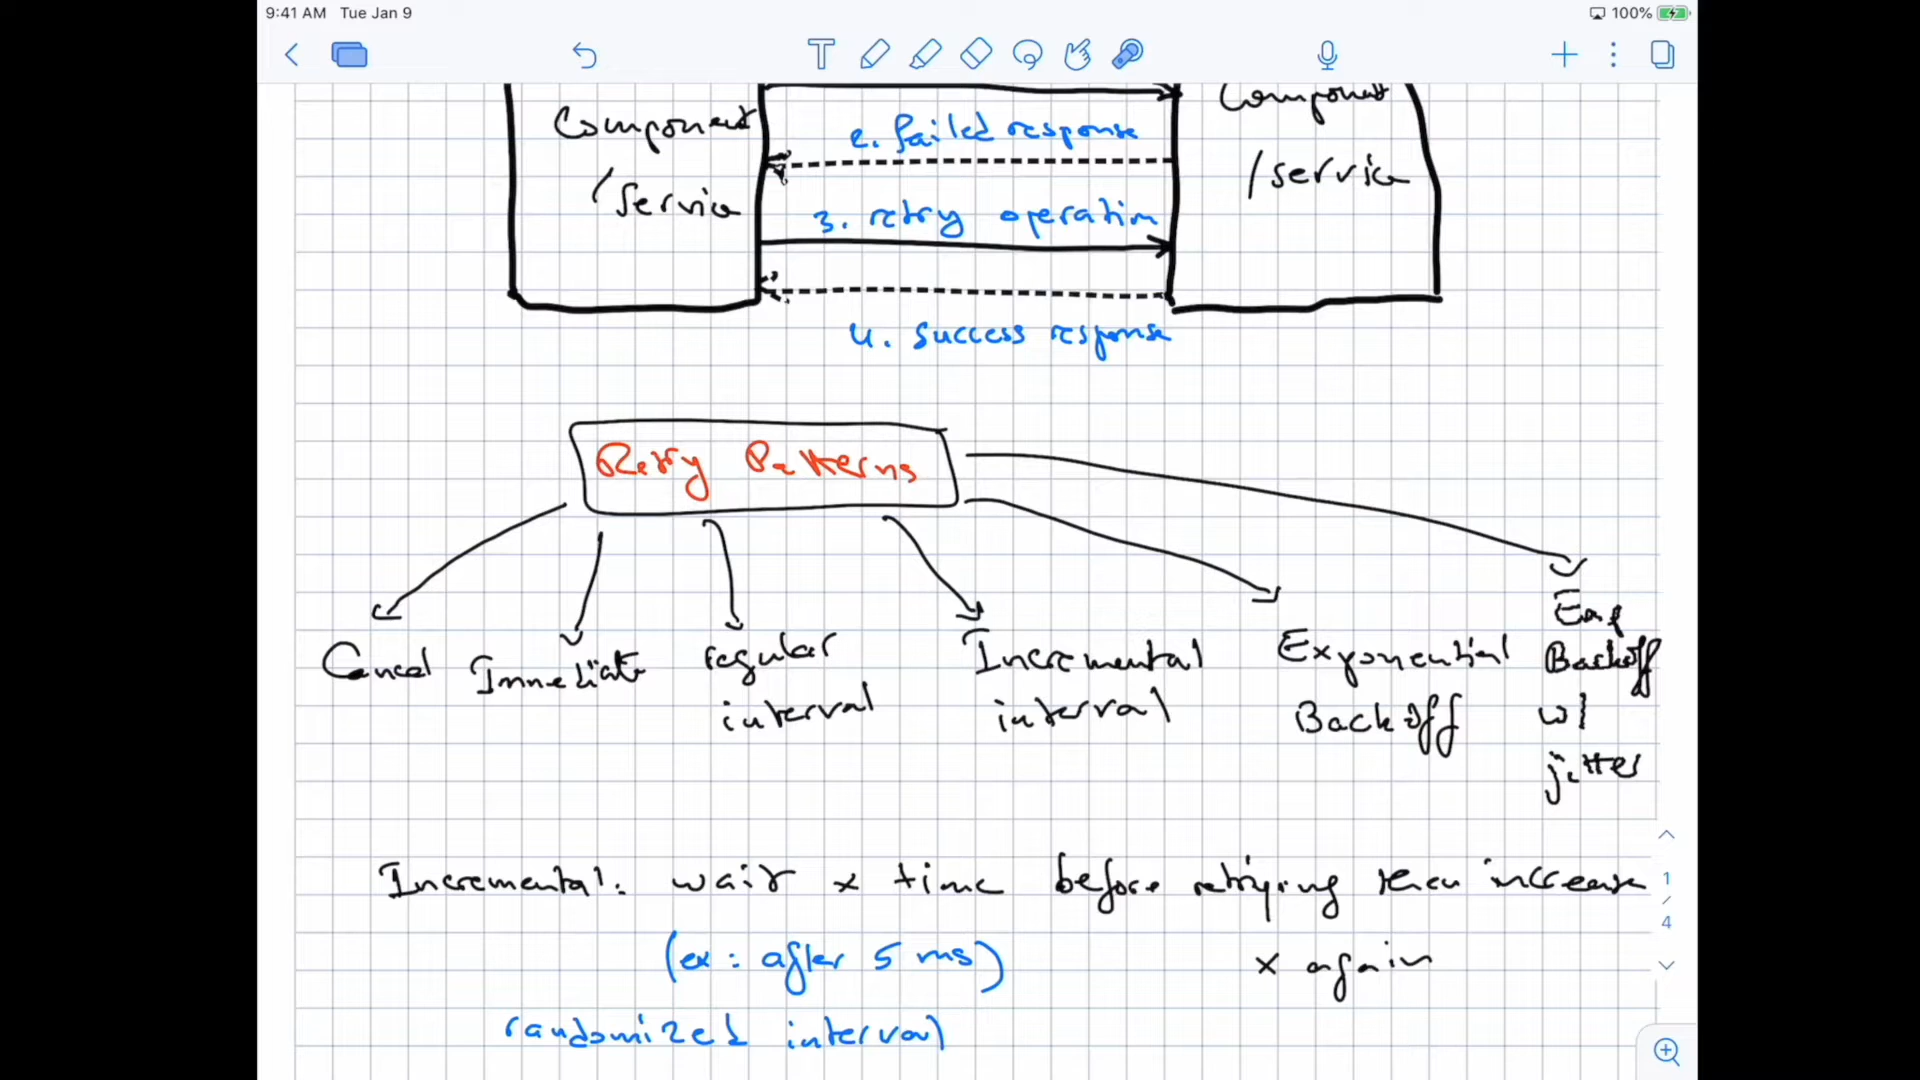 9:41 AM Tue Jan 9
100%
Component
/Service
2. failed response
3. retry operation
4. success response
Component
/service
Retry Patterns
Cancel
Immediate
regular
interval
Incremental
interval
Exponential
Backoff
Exp
Backoff
w/
jitter
Incremental: wait x time before retrying then increase
x again
(ex: after 5 ms)
randomized interval
1
/
4